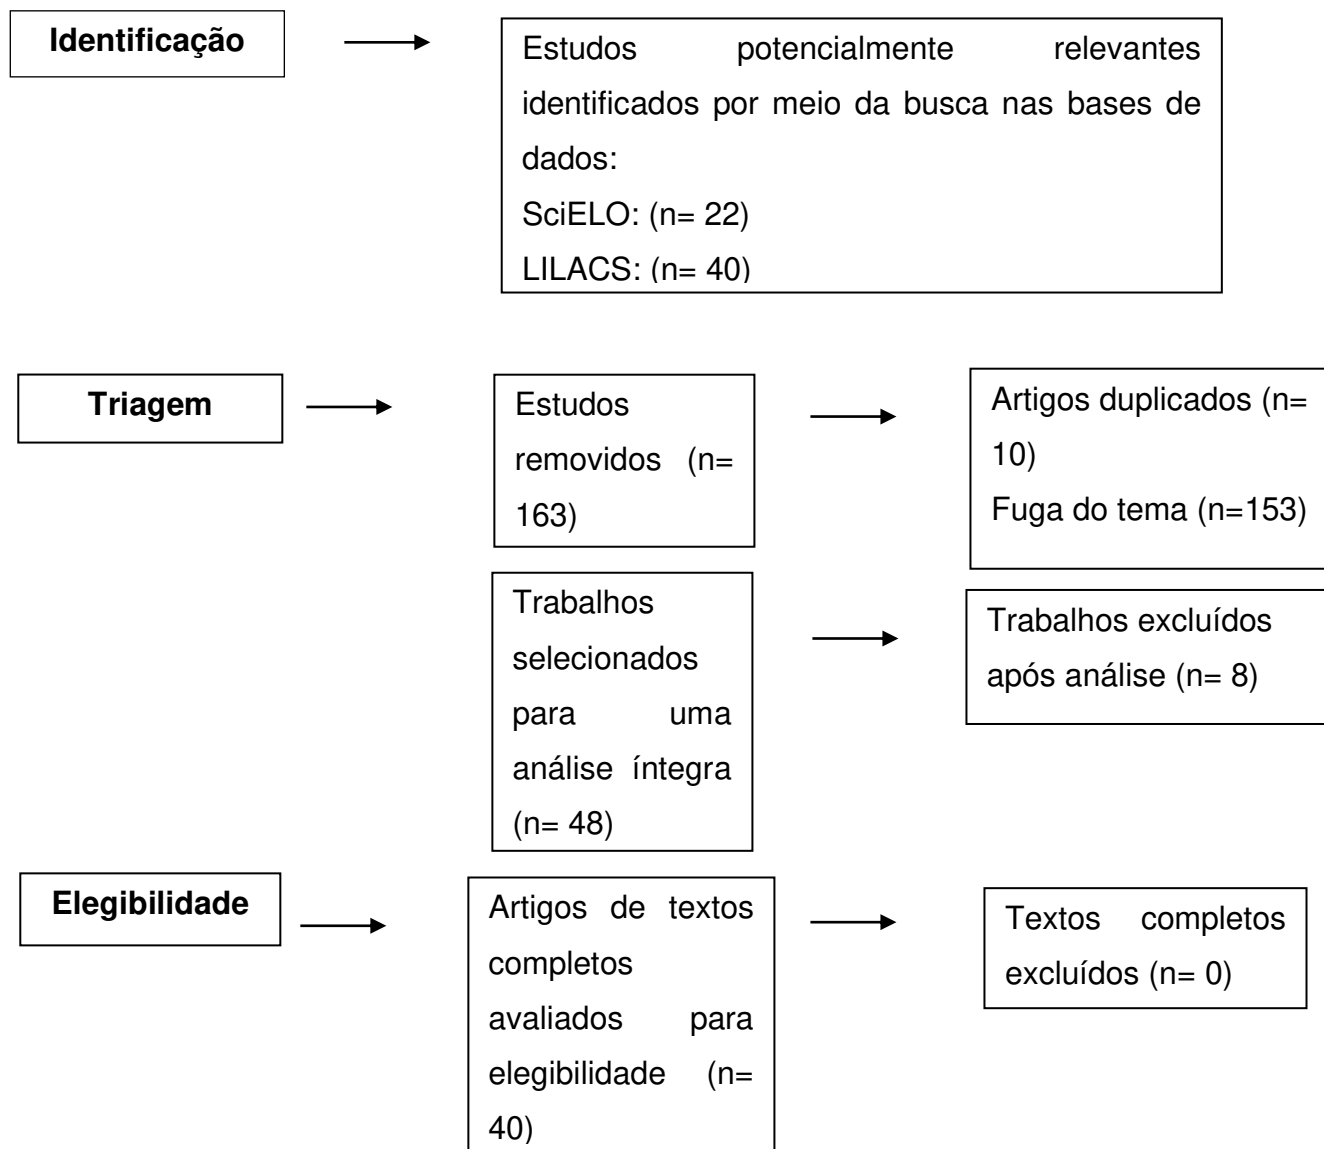 Identificação
Estudos potencialmente relevantes
identificados por meio da busca nas bases de
dados:
SciELO: (n= 22)
LILACS: (n= 40)
Triagem
Estudos
removidos (n=
163)
Artigos duplicados (n=
10)
Fuga do tema (n=153)
Trabalhos
selecionados
para uma
análise íntegra
(n= 48)
Trabalhos excluídos
após análise (n= 8)
Elegibilidade
Artigos de textos
completos
avaliados para
elegibilidade (n=
40)
Textos completos
excluídos (n= 0)